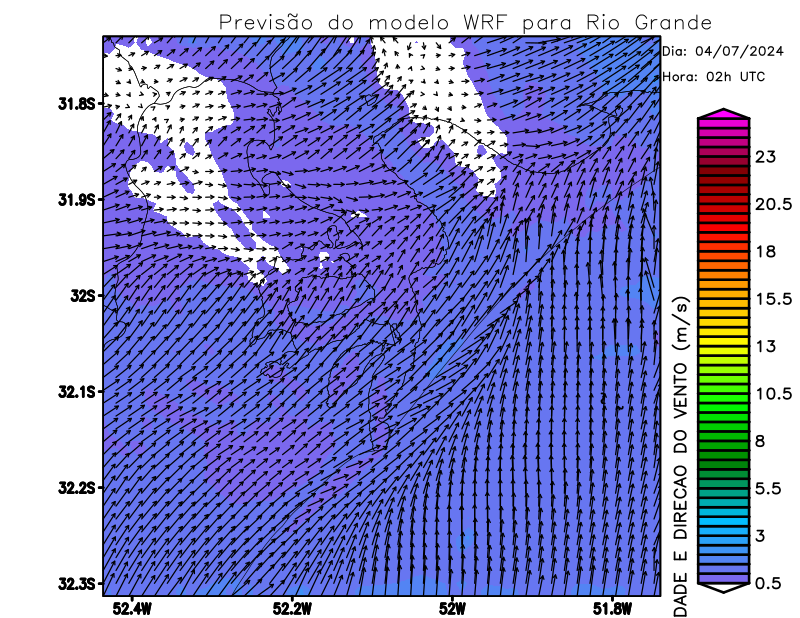 Previsão do modelo WRF para Rio Grande
Dia: 04/07/2024
Hora: 02h UTC
31.8S
31.9S
32S
32.1S
32.2S
32.3S
52.4W
52.2W
52W
51.8W
DADE E DIRECAO DO VENTO (m/s)
23
20.5
18
15.5
13
10.5
8
5.5
3
0.5